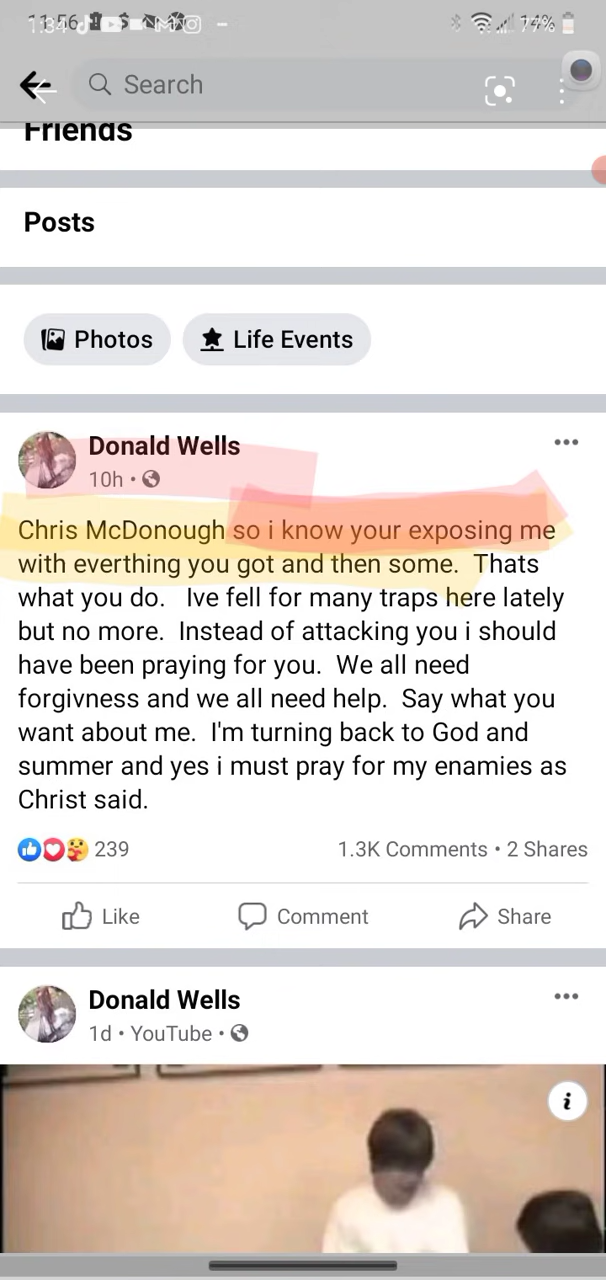 Search
Friends
Posts
Photos
Life Events
Donald Wells
10h •
Chris McDonough so i know your exposing me
with everthing you got and then some. Thats
what you do. Ive fell for many traps here lately
but no more. Instead of attacking you i should
have been praying for you. We all need
forgivness and we all need help. Say what you
want about me. I'm turning back to God and
summer and yes i must pray for my enamies as
Christ said.
239
1.3K Comments • 2 Shares
Like
Comment
Share
Donald Wells
1d • YouTube •
i